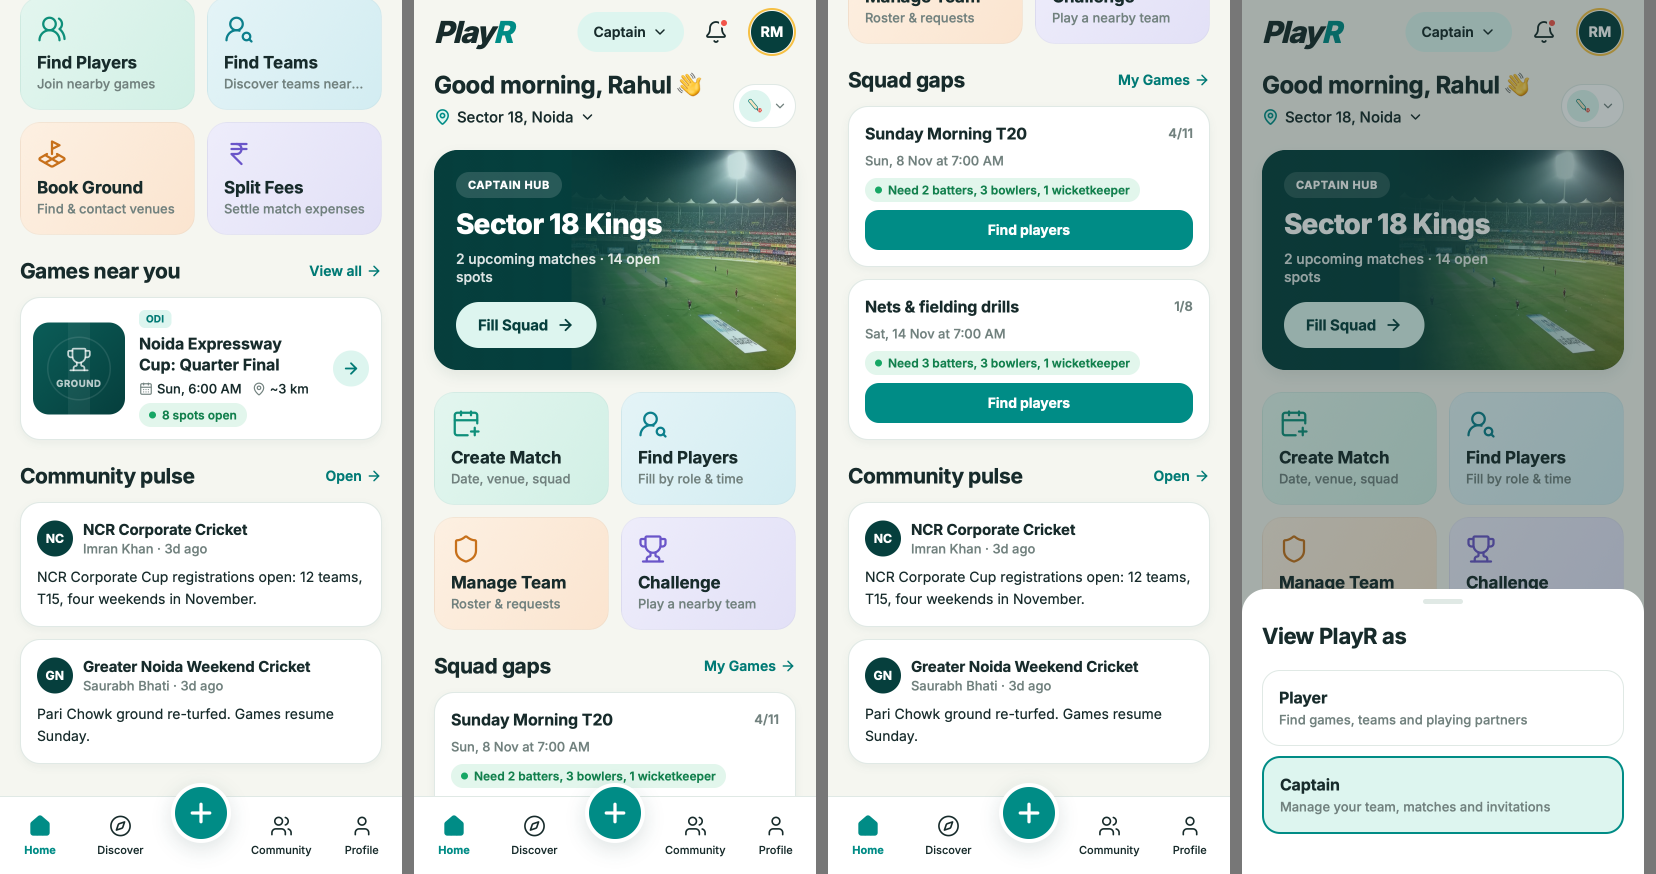 Find Players
Join nearby games
Find Teams
Discover teams near...
Book Ground
Find & contact venues
₹
Split Fees
Settle match expenses
Games near you
View all →
GROUND
ODI
Noida Expressway
Cup: Quarter Final
Sun, 6:00 AM
~3 km
8 spots open
Community pulse
Open →
NC
NCR Corporate Cricket
Imran Khan · 3d ago
NCR Corporate Cup registrations open: 12 teams,
T15, four weekends in November.
GN
Greater Noida Weekend Cricket
Saurabh Bhati · 3d ago
Pari Chowk ground re-turfed. Games resume
Sunday.
Home
Discover
Community
Profile
PlayR
Captain
RM
Good morning, Rahul 👋
Sector 18, Noida
CAPTAIN HUB
Sector 18 Kings
2 upcoming matches · 14 open
spots
Fill Squad →
Create Match
Date, venue, squad
Find Players
Fill by role & time
Manage Team
Roster & requests
Challenge
Play a nearby team
Squad gaps
My Games →
Sunday Morning T20
4/11
Sun, 8 Nov at 7:00 AM
Need 2 batters, 3 bowlers, 1 wicketkeeper
Home
Discover
Community
Profile
Manage Team
Roster & requests
Challenge
Play a nearby team
Squad gaps
My Games →
Sunday Morning T20
4/11
Sun, 8 Nov at 7:00 AM
Need 2 batters, 3 bowlers, 1 wicketkeeper
Find players
Nets & fielding drills
1/8
Sat, 14 Nov at 7:00 AM
Need 3 batters, 3 bowlers, 1 wicketkeeper
Find players
Community pulse
Open →
NC
NCR Corporate Cricket
Imran Khan · 3d ago
NCR Corporate Cup registrations open: 12 teams,
T15, four weekends in November.
GN
Greater Noida Weekend Cricket
Saurabh Bhati · 3d ago
Pari Chowk ground re-turfed. Games resume
Sunday.
Home
Discover
Community
Profile
PlayR
Captain
RM
Good morning, Rahul 👋
Sector 18, Noida
CAPTAIN HUB
Sector 18 Kings
2 upcoming matches · 14 open
spots
Fill Squad →
Create Match
Date, venue, squad
Find Players
Fill by role & time
Manage Team
Challenge
View PlayR as
Player
Find games, teams and playing partners
Captain
Manage your team, matches and invitations